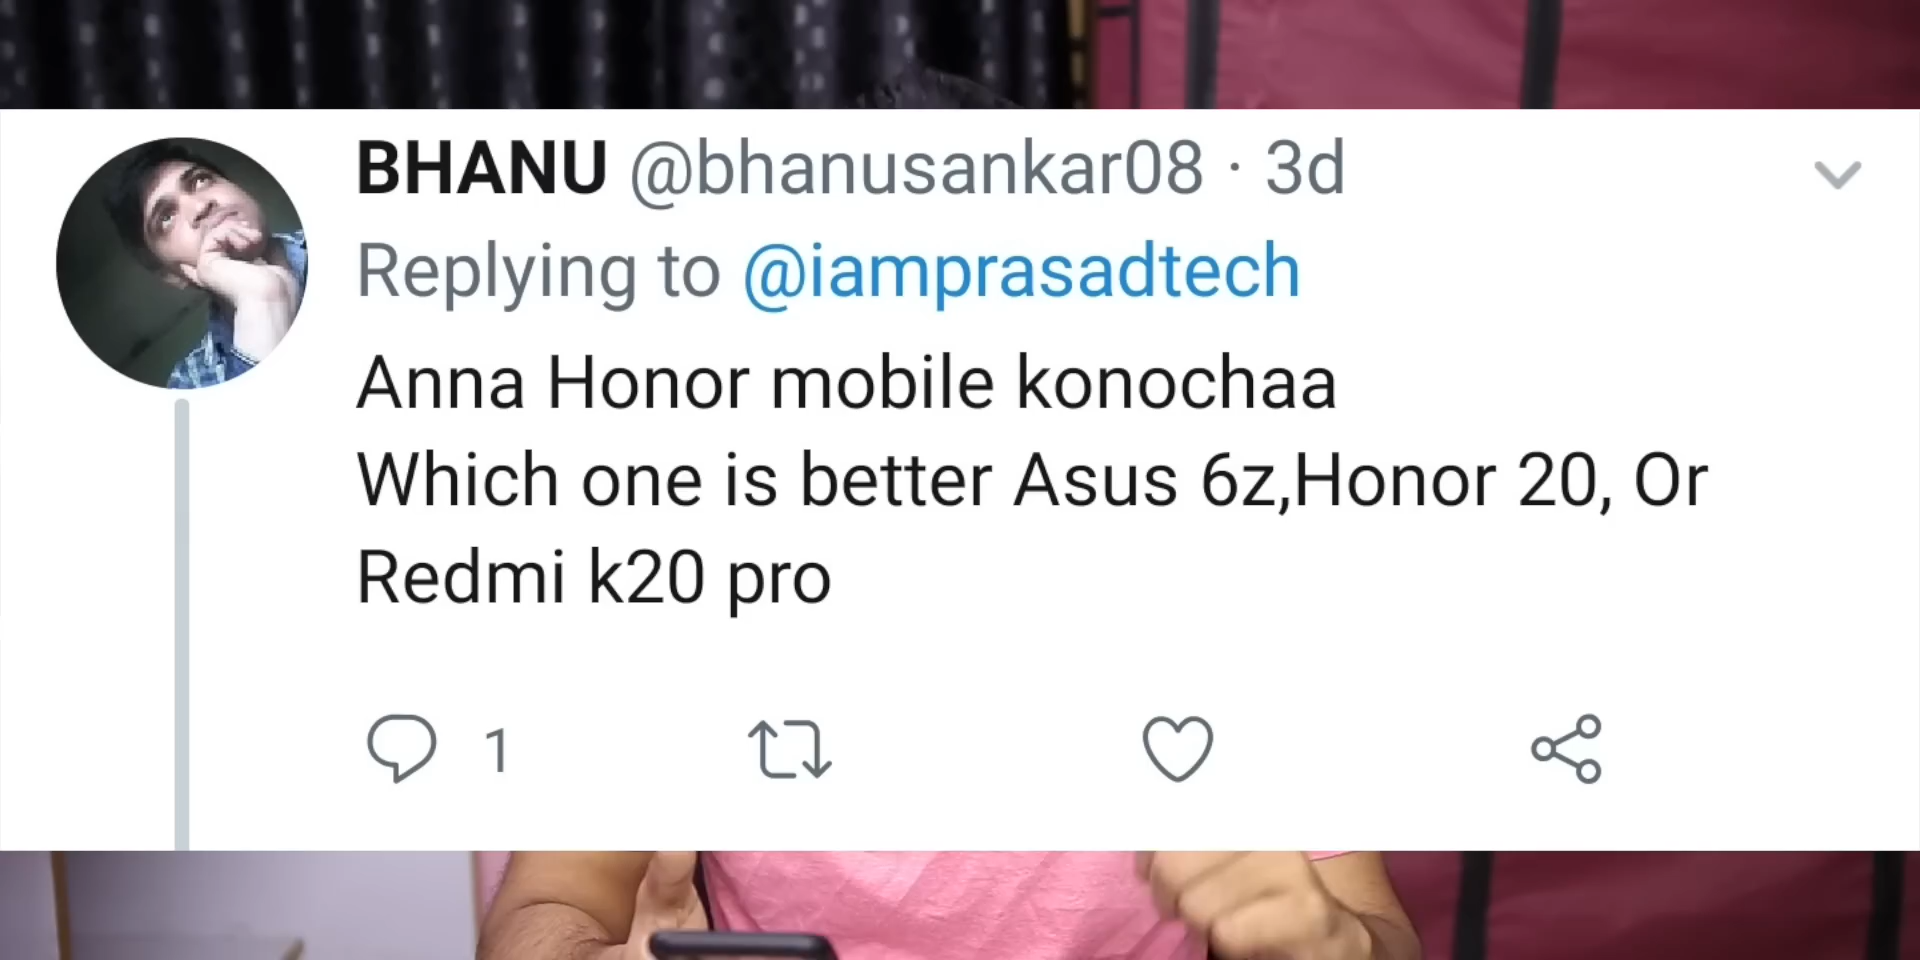 BHANU @bhanusankar08 · 3d
Replying to @iamprasadtech
Anna Honor mobile konochaa
Which one is better Asus 6z,Honor 20, Or
Redmi k20 pro
1